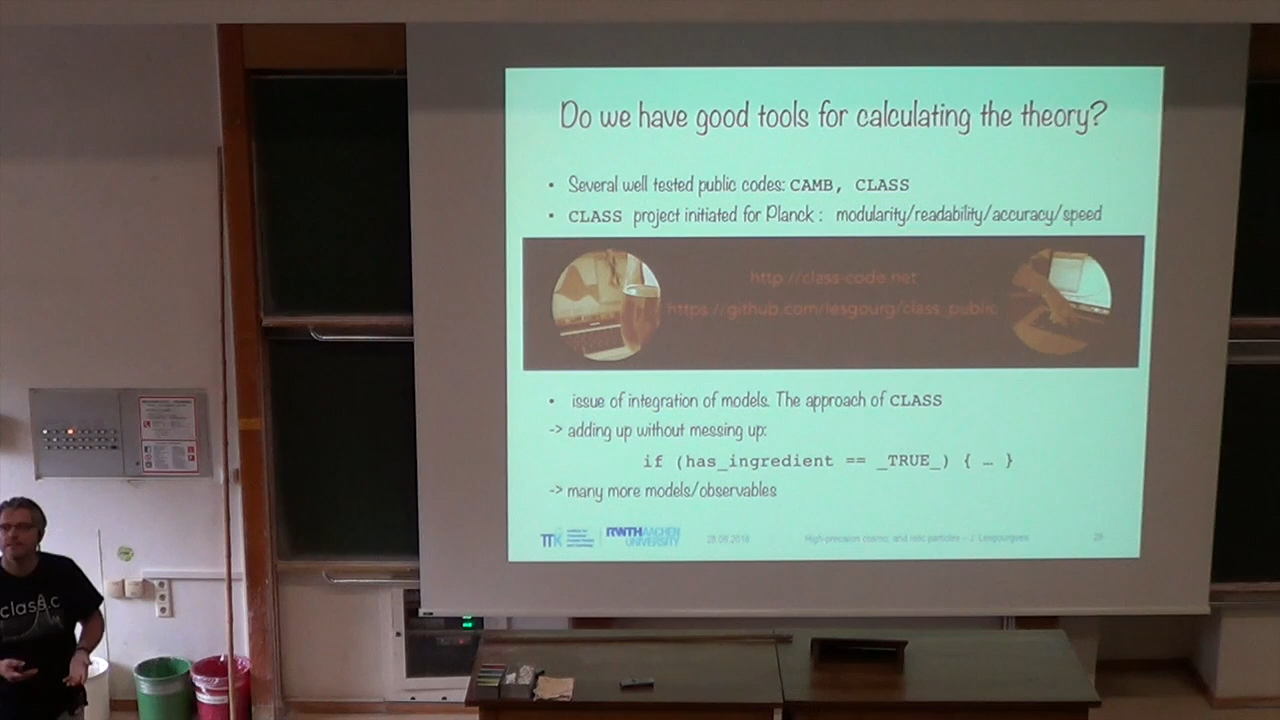 Do we have good tools for calculating the theory?
• Several well tested public codes: CAMB, CLASS
• CLASS project initiated for Planck : modularity/readability/accuracy/speed
http://class-code.net
https://github.com/lesgourg/class_public
• issue of integration of models. The approach of CLASS
-> adding up without messing up:
if (has_ingredient == _TRUE_) { … }
-> many more models/observables
TTK
RWTH AACHEN
UNIVERSITY
28.08.2018
High-precision cosmo. and relic particles – J. Lesgourgues
class.c